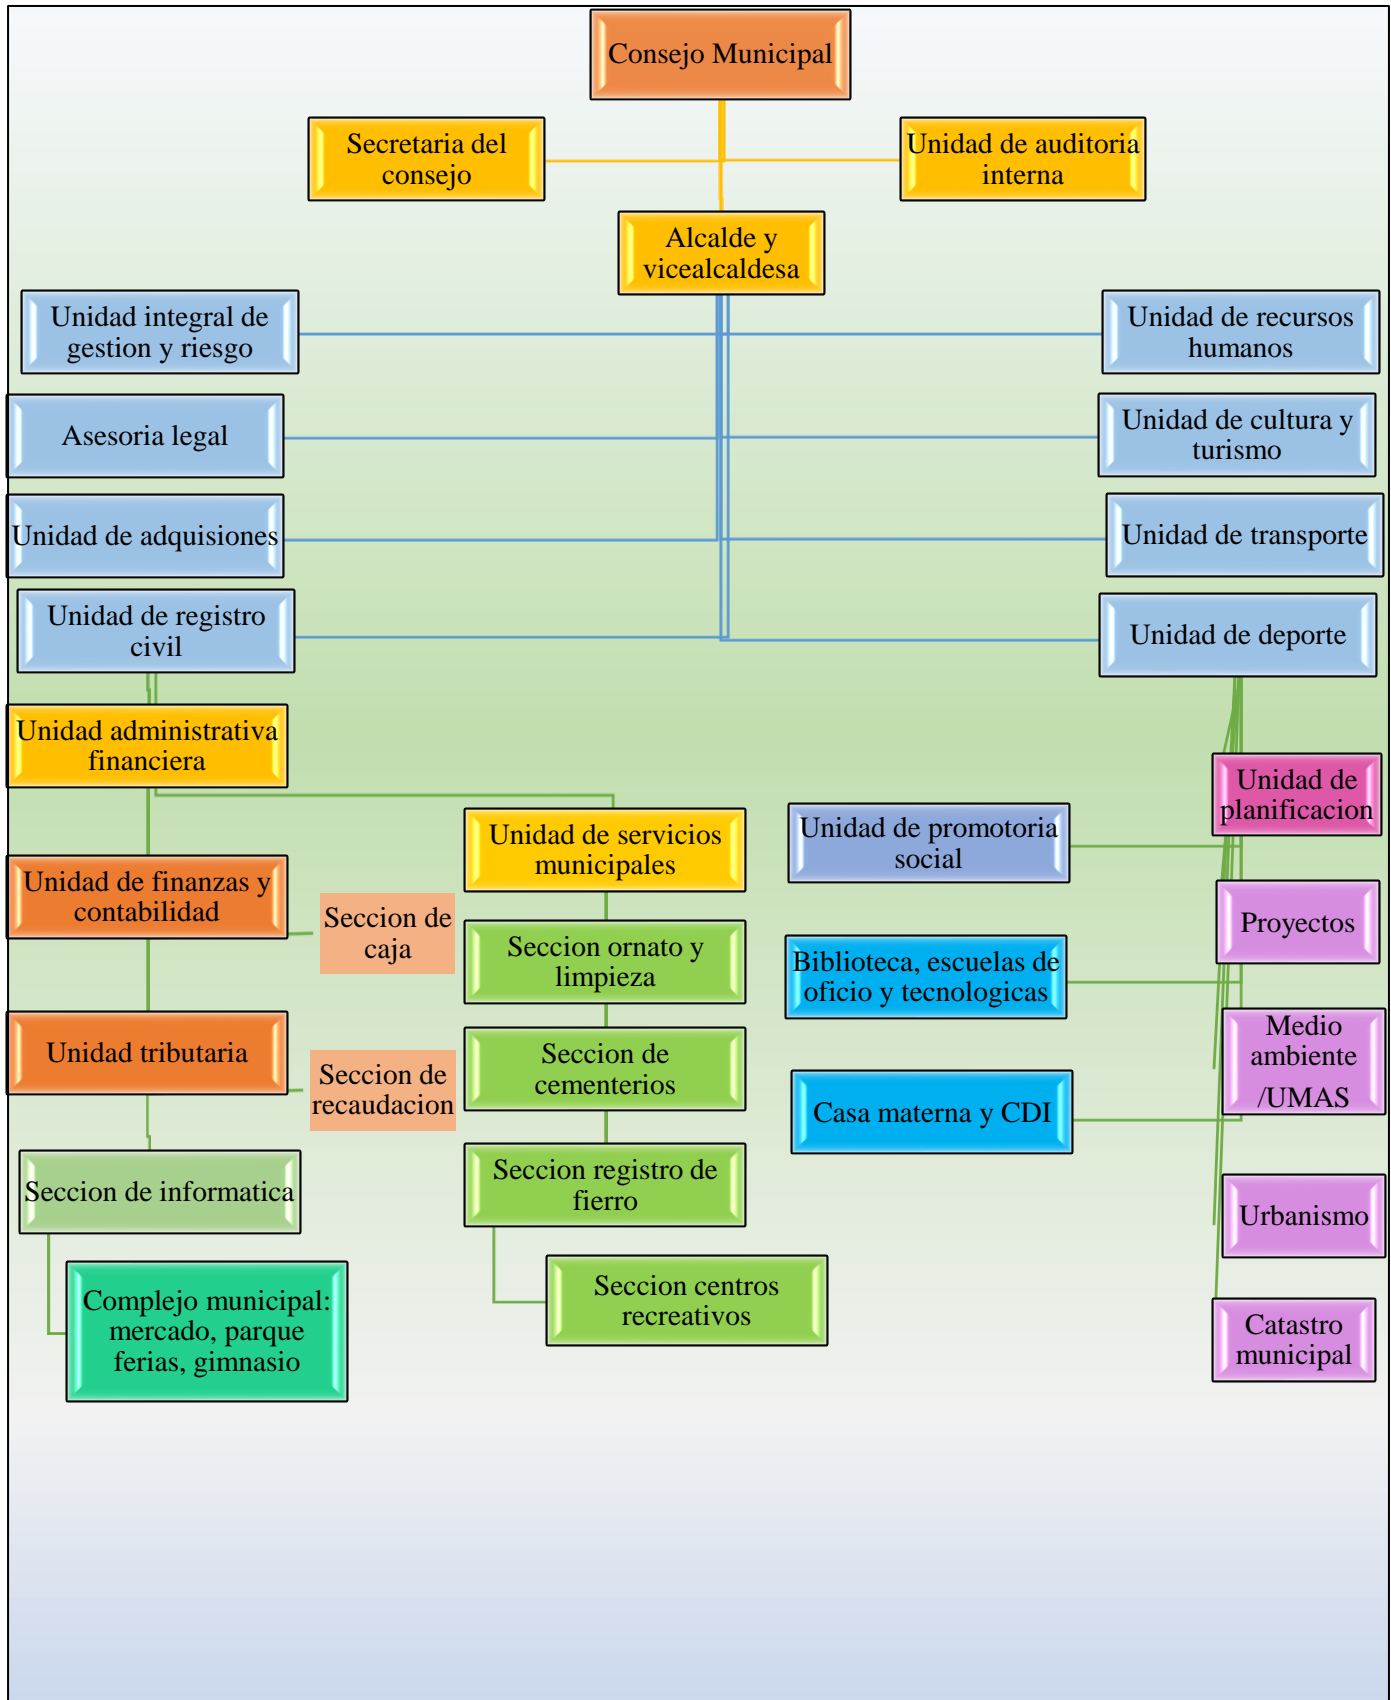 Consejo Municipal
Secretaria del
consejo
Unidad de auditoria
interna
Alcalde y
vicealcaldesa
Unidad integral de
gestion y riesgo
Unidad de recursos
humanos
Asesoria legal
Unidad de cultura y
turismo
Unidad de adquisiones
Unidad de transporte
Unidad de registro
civil
Unidad de deporte
Unidad administrativa
financiera
Unidad de servicios
municipales
Unidad de promotoria
social
Unidad de
planificacion
Unidad de finanzas y
contabilidad
Seccion de
caja
Seccion ornato y
limpieza
Biblioteca, escuelas de
oficio y tecnologicas
Proyectos
Unidad tributaria
Seccion de
recaudacion
Seccion de
cementerios
Casa materna y CDI
Medio
ambiente
/UMAS
Seccion de informatica
Seccion registro de
fierro
Urbanismo
Complejo municipal:
mercado, parque
ferias, gimnasio
Seccion centros
recreativos
Catastro
municipal